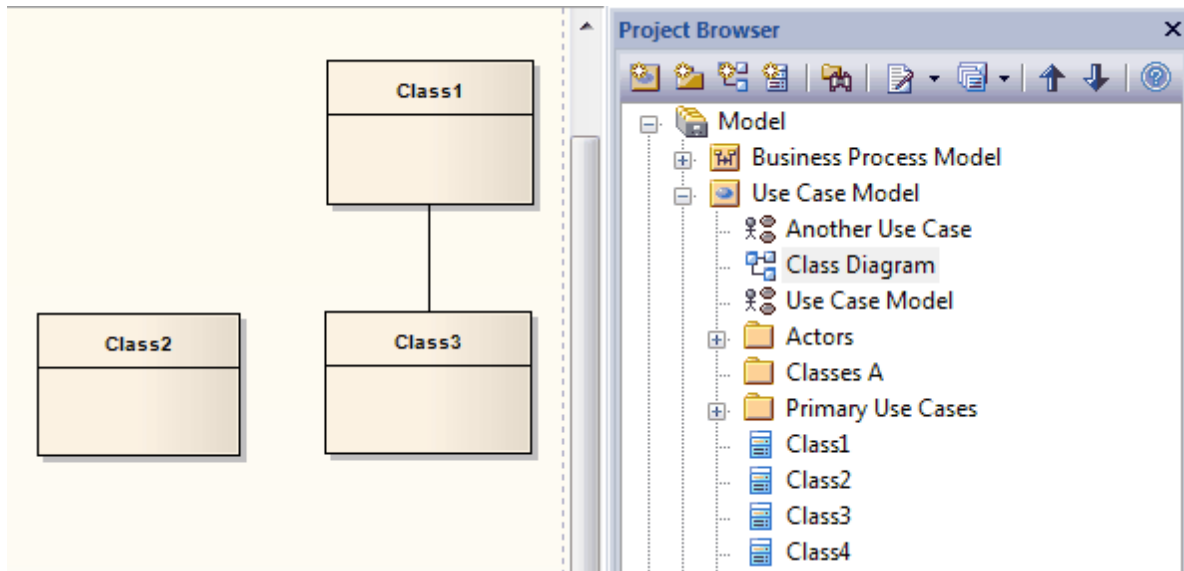 Class1
Class2
Class3
Project Browser
Model
Business Process Model
Use Case Model
Another Use Case
Class Diagram
Use Case Model
Actors
Classes A
Primary Use Cases
Class1
Class2
Class3
Class4